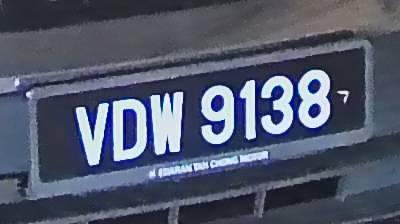 VDW 9138
EDARAN TAN CHONG MOTOR